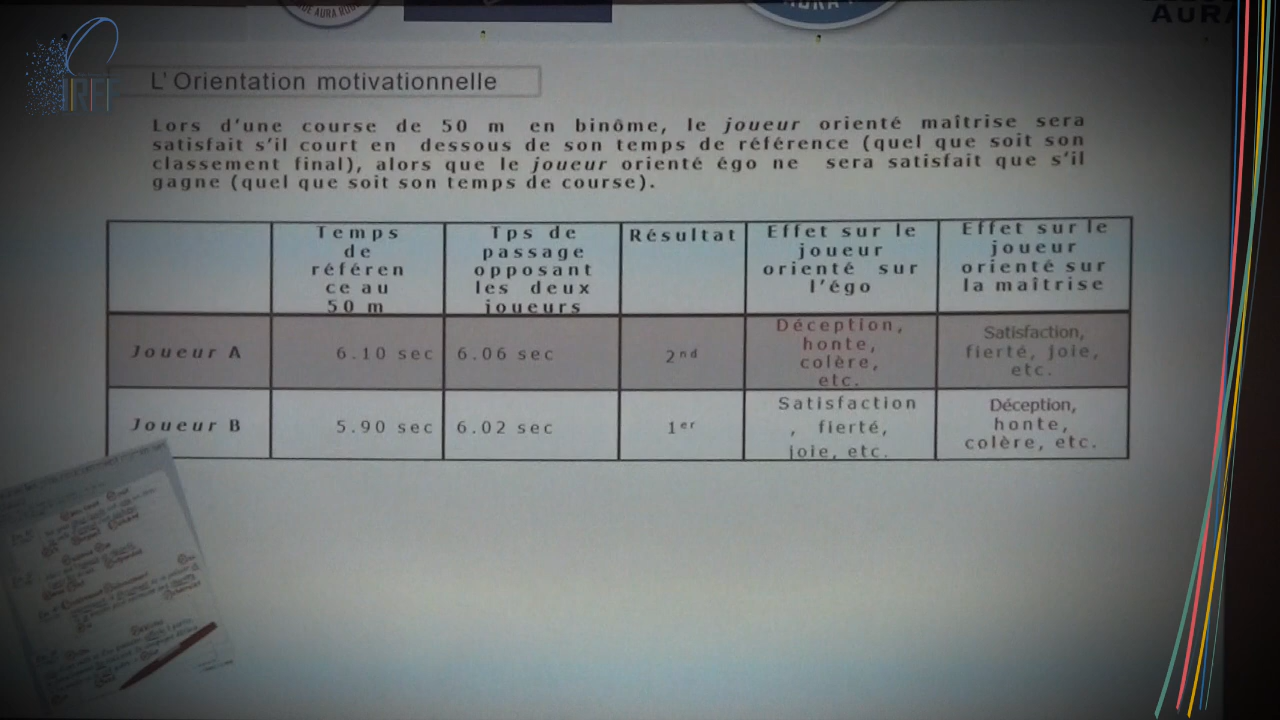 AURA RUG
AURA
AURA
IRFF
L'Orientation motivationnelle
Lors d'une course de 50 m en binôme, le joueur orienté maîtrise sera
satisfait s'il court en dessous de son temps de référence (quel que soit son
classement final), alors que le joueur orienté égo ne sera satisfait que s'il
gagne (quel que soit son temps de course).
Temps
de
référen
ce au
50 m
Tps de
passage
opposant
les deux
joueurs
Résultat
Effet sur le
joueur
orienté sur
l'égo
Effet sur le
joueur
orienté sur
la maîtrise
Joueur A
6.10 sec
6.06 sec
2nd
Déception,
honte,
colère,
etc.
Satisfaction,
fierté, joie,
etc.
Joueur B
5.90 sec
6.02 sec
1er
Satisfaction
, fierté,
joie, etc.
Déception,
honte,
colère, etc.